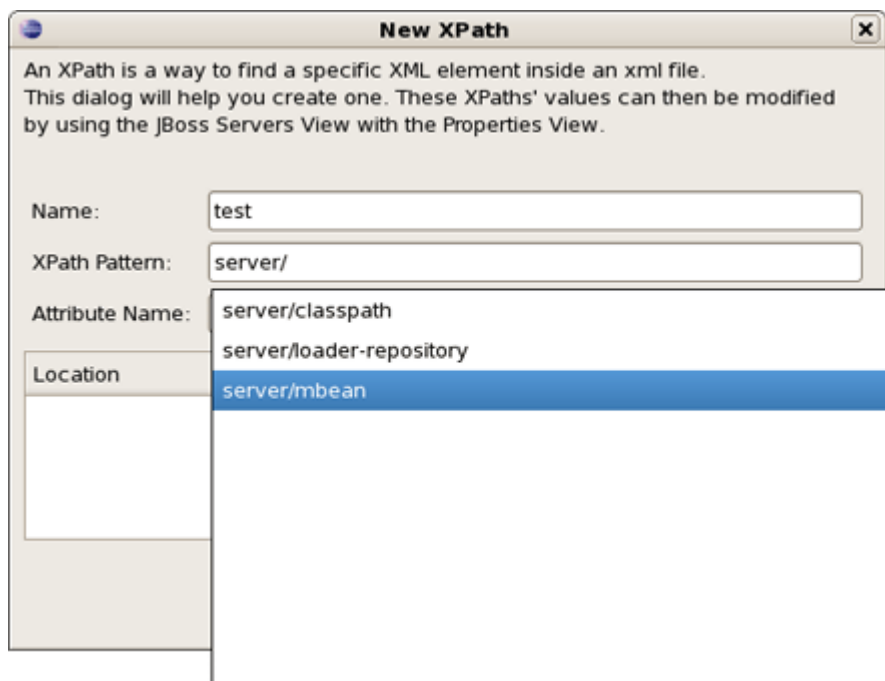 New XPath
An XPath is a way to find a specific XML element inside an xml file.
This dialog will help you create one. These XPaths' values can then be modified
by using the JBoss Servers View with the Properties View.
Name:
test
XPath Pattern:
server/
Attribute Name:
server/classpath
server/loader-repository
Location
server/mbean